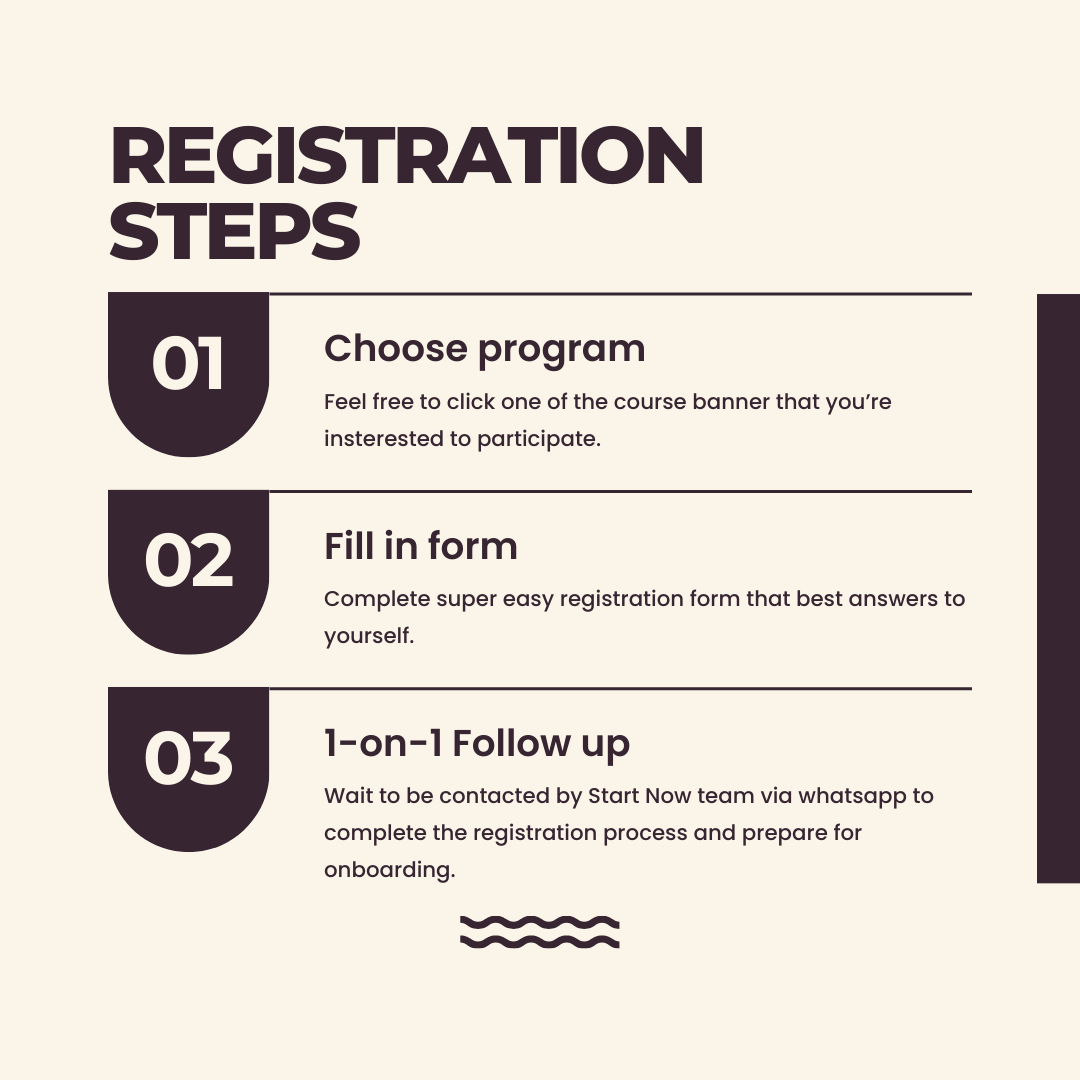 REGISTRATION
STEPS
01
Choose program
Feel free to click one of the course banner that you’re
insterested to participate.
02
Fill in form
Complete super easy registration form that best answers to
yourself.
03
1-on-1 Follow up
Wait to be contacted by Start Now team via whatsapp to
complete the registration process and prepare for
onboarding.